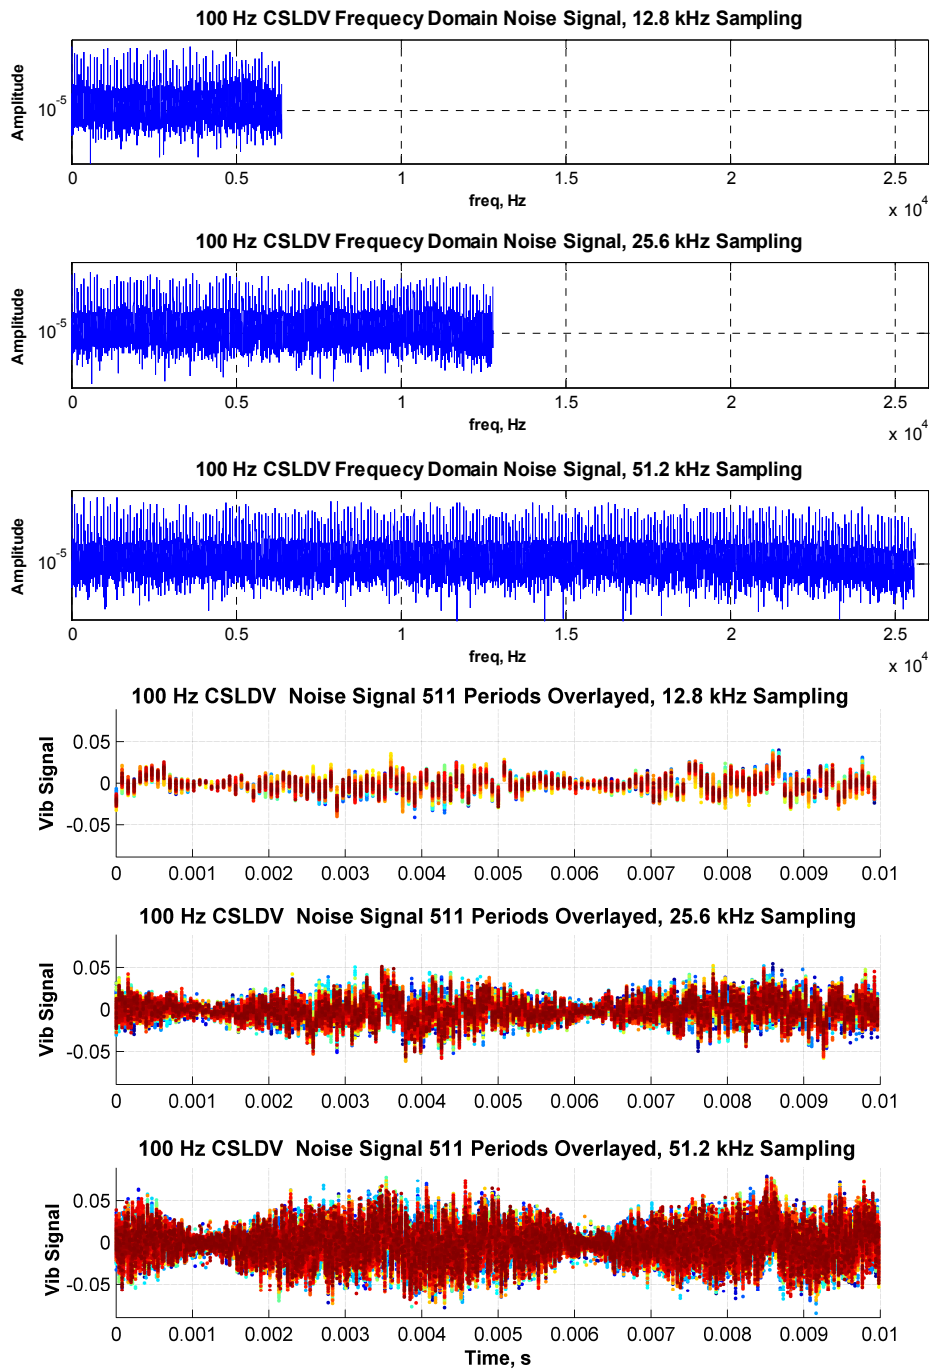 100 Hz CSLDV Frequecy Domain Noise Signal, 12.8 kHz Sampling
Amplitude
10-5
0 0.5 1 1.5 2 2.5
freq, Hz
x 10^4
100 Hz CSLDV Frequecy Domain Noise Signal, 25.6 kHz Sampling
Amplitude
10-5
0 0.5 1 1.5 2 2.5
freq, Hz
x 10^4
100 Hz CSLDV Frequecy Domain Noise Signal, 51.2 kHz Sampling
Amplitude
10-5
0 0.5 1 1.5 2 2.5
freq, Hz
x 10^4
100 Hz CSLDV Noise Signal 511 Periods Overlayed, 12.8 kHz Sampling
Vib Signal
0.05
0
-0.05
0 0.001 0.002 0.003 0.004 0.005 0.006 0.007 0.008 0.009 0.01
100 Hz CSLDV Noise Signal 511 Periods Overlayed, 25.6 kHz Sampling
Vib Signal
0.05
0
-0.05
0 0.001 0.002 0.003 0.004 0.005 0.006 0.007 0.008 0.009 0.01
100 Hz CSLDV Noise Signal 511 Periods Overlayed, 51.2 kHz Sampling
Vib Signal
0.05
0
-0.05
0 0.001 0.002 0.003 0.004 0.005 0.006 0.007 0.008 0.009 0.01
Time, s